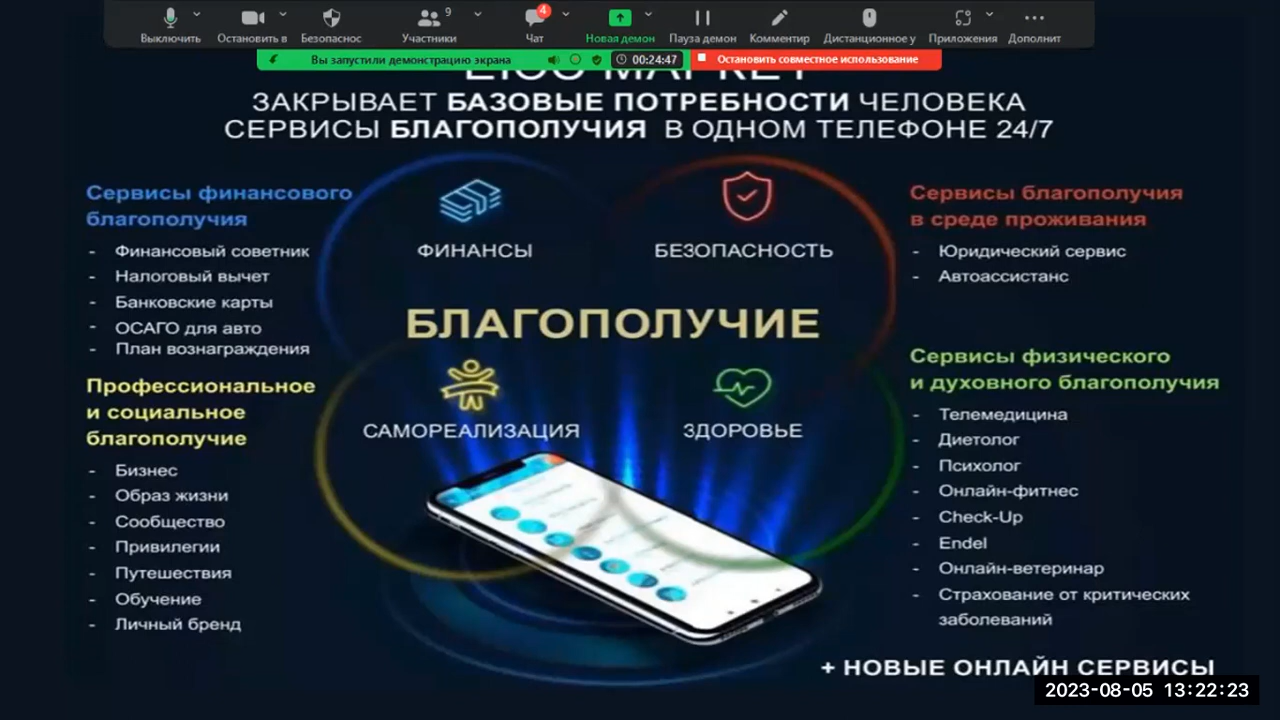 Выключить
Остановить в
Безопаснос
Участники
9
Чат
4
Новая демон
Пауза демон
Комментир
Дистанционное у
Приложения
Дополнит
Вы запустили демонстрацию экрана
00:24:47
Остановить совместное использование
МАРКЕТ
ЗАКРЫВАЕТ БАЗОВЫЕ ПОТРЕБНОСТИ ЧЕЛОВЕКА
СЕРВИСЫ БЛАГОПОЛУЧИЯ В ОДНОМ ТЕЛЕФОНЕ 24/7
Сервисы финансового
благополучия
- Финансовый советник
- Налоговый вычет
- Банковские карты
- ОСАГО для авто
- План вознаграждения
Профессиональное
и социальное
благополучие
- Бизнес
- Образ жизни
- Сообщество
- Привилегии
- Путешествия
- Обучение
- Личный бренд
ФИНАНСЫ
БЕЗОПАСНОСТЬ
БЛАГОПОЛУЧИЕ
САМОРЕАЛИЗАЦИЯ
ЗДОРОВЬЕ
Сервисы благополучия
в среде проживания
- Юридический сервис
- Автоассистанс
Сервисы физического
и духовного благополучия
- Телемедицина
- Диетолог
- Психолог
- Онлайн-фитнес
- Check-Up
- Endel
- Онлайн-ветеринар
- Страхование от критических
заболеваний
+ НОВЫЕ ОНЛАЙН СЕРВИСЫ
2023-08-05 13:22:23